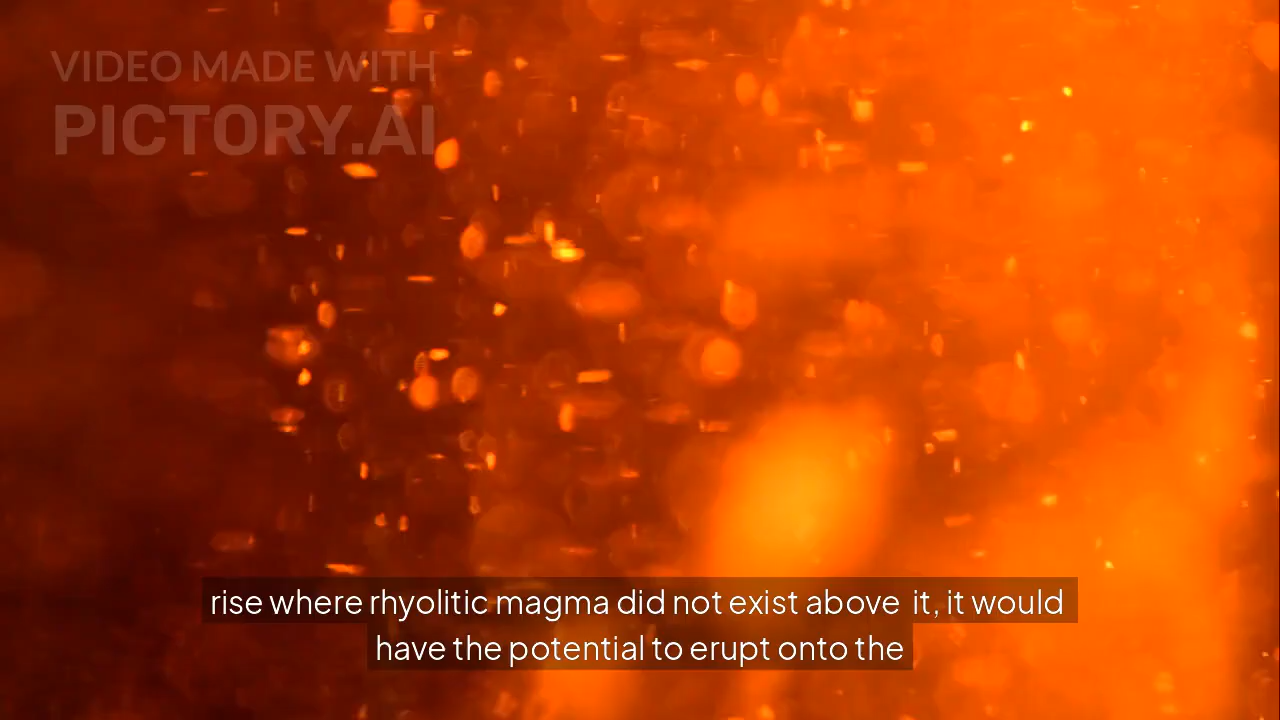 VIDEO MADE WITH
PICTORY.AI
rise where rhyolitic magma did not exist above it, it would
have the potential to erupt onto the